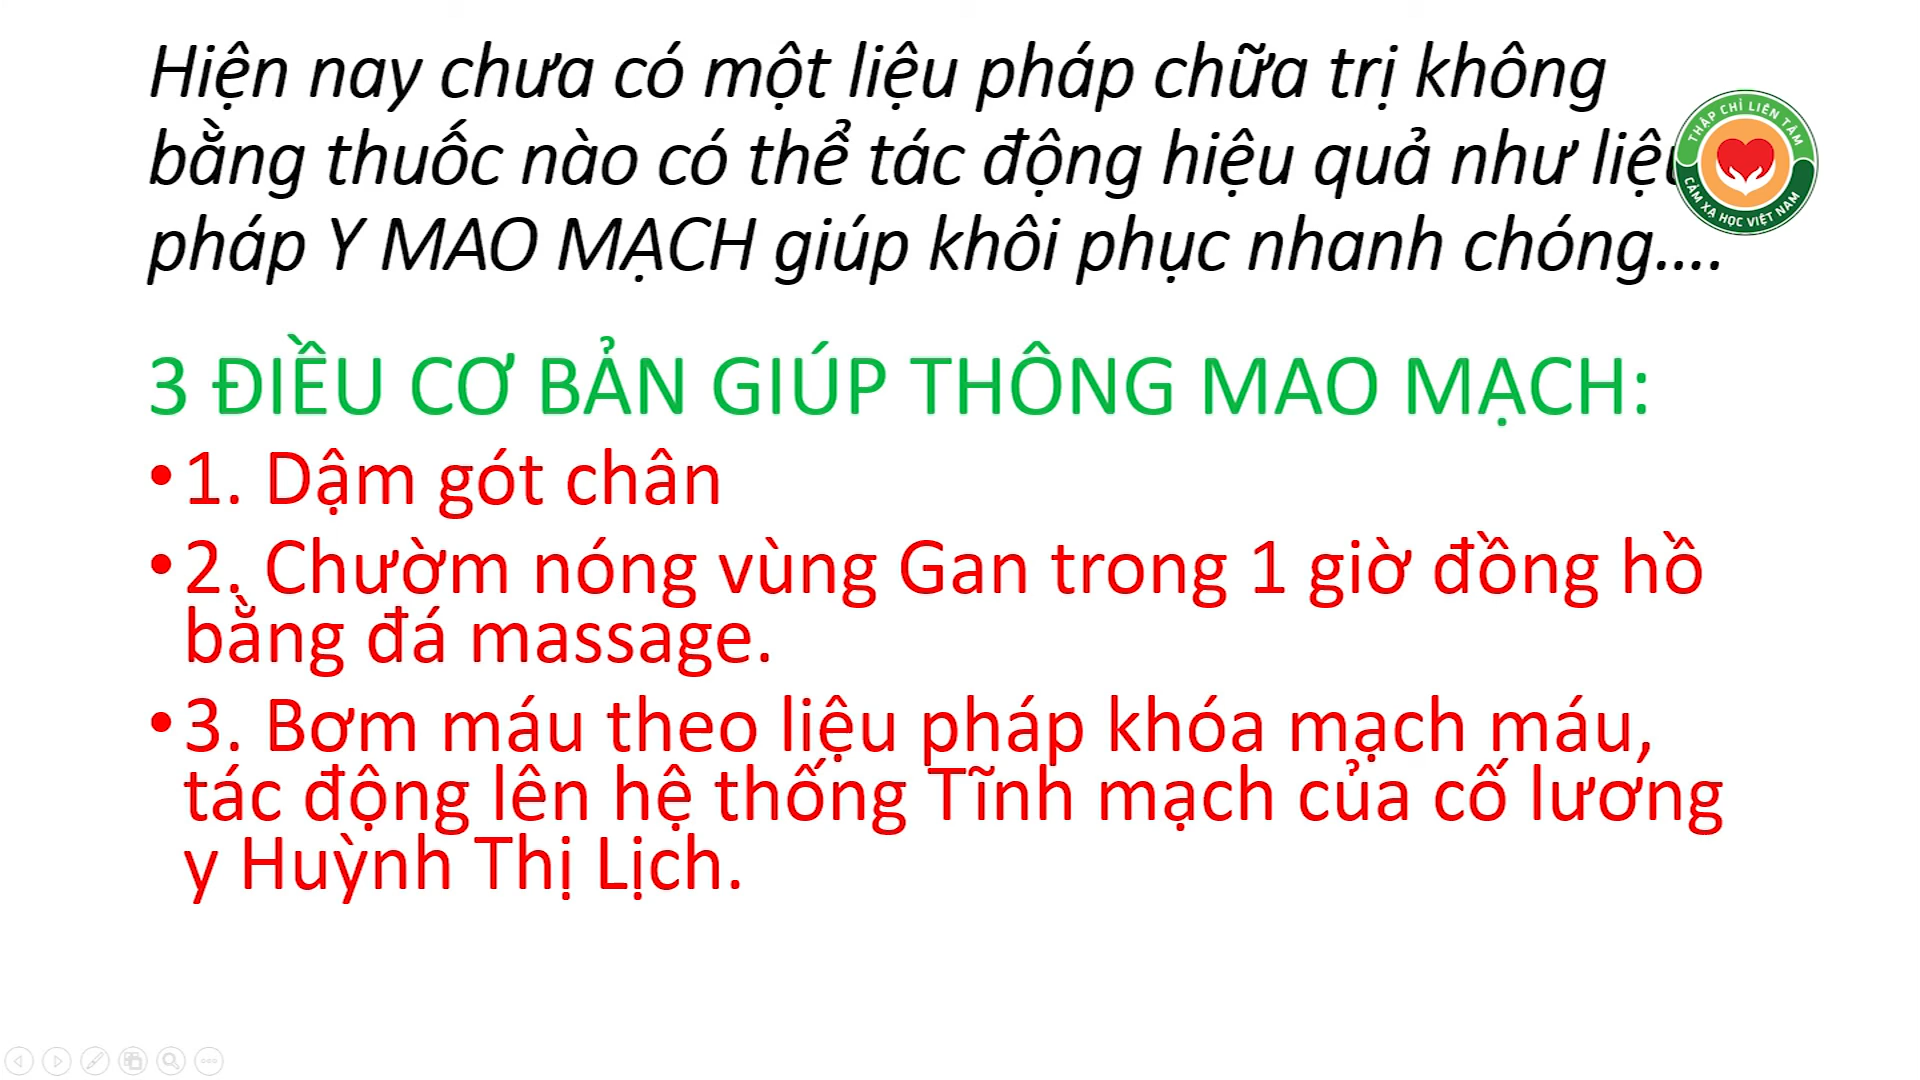 Hiện nay chưa có một liệu pháp chữa trị không
bằng thuốc nào có thể tác động hiệu quả như liệu
pháp Y MAO MẠCH giúp khôi phục nhanh chóng....
THẬP CHỈ LIÊN TÂM
CẢM XẠ HỌC VIỆT NAM
3 ĐIỀU CƠ BẢN GIÚP THÔNG MAO MẠCH:
• 1. Dậm gót chân
• 2. Chườm nóng vùng Gan trong 1 giờ đồng hồ
bằng đá massage.
• 3. Bơm máu theo liệu pháp khóa mạch máu,
tác động lên hệ thống Tĩnh mạch của cố lương
y Huỳnh Thị Lịch.